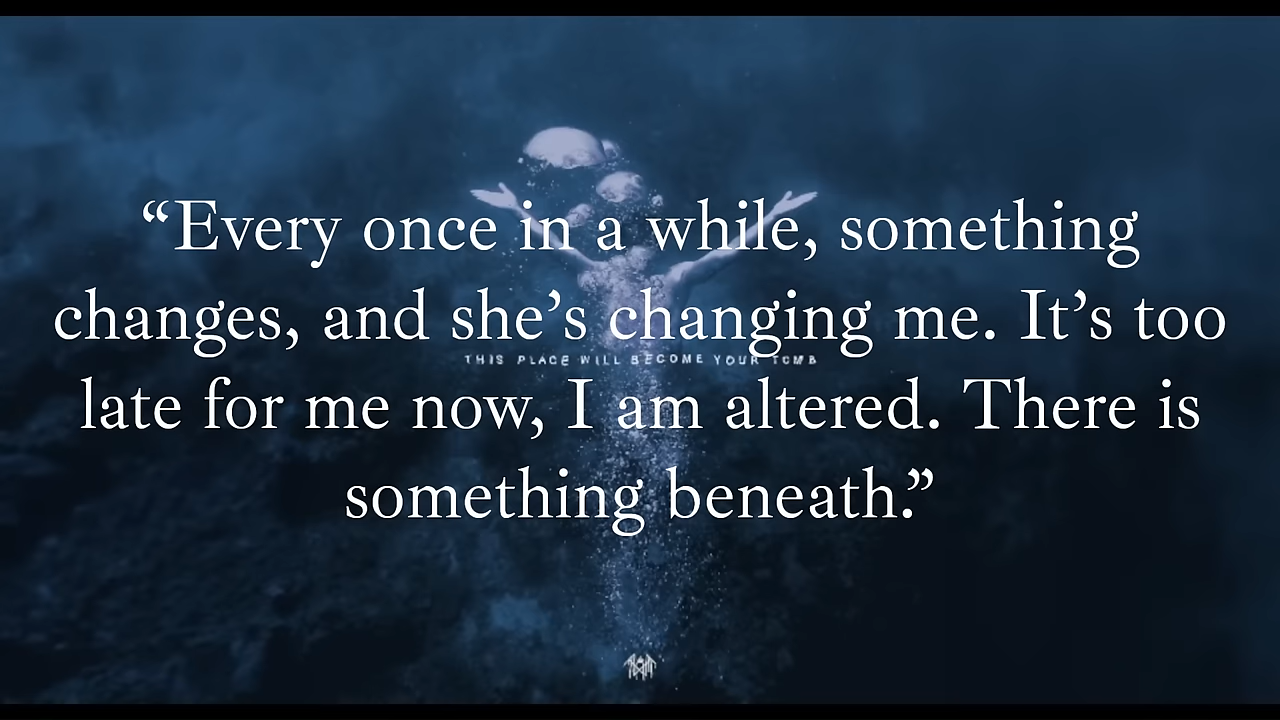 “Every once in a while, something
changes, and she’s changing me. It’s too
THIS PLACE WILL BECOME YOUR TOMB
late for me now, I am altered. There is
something beneath.”